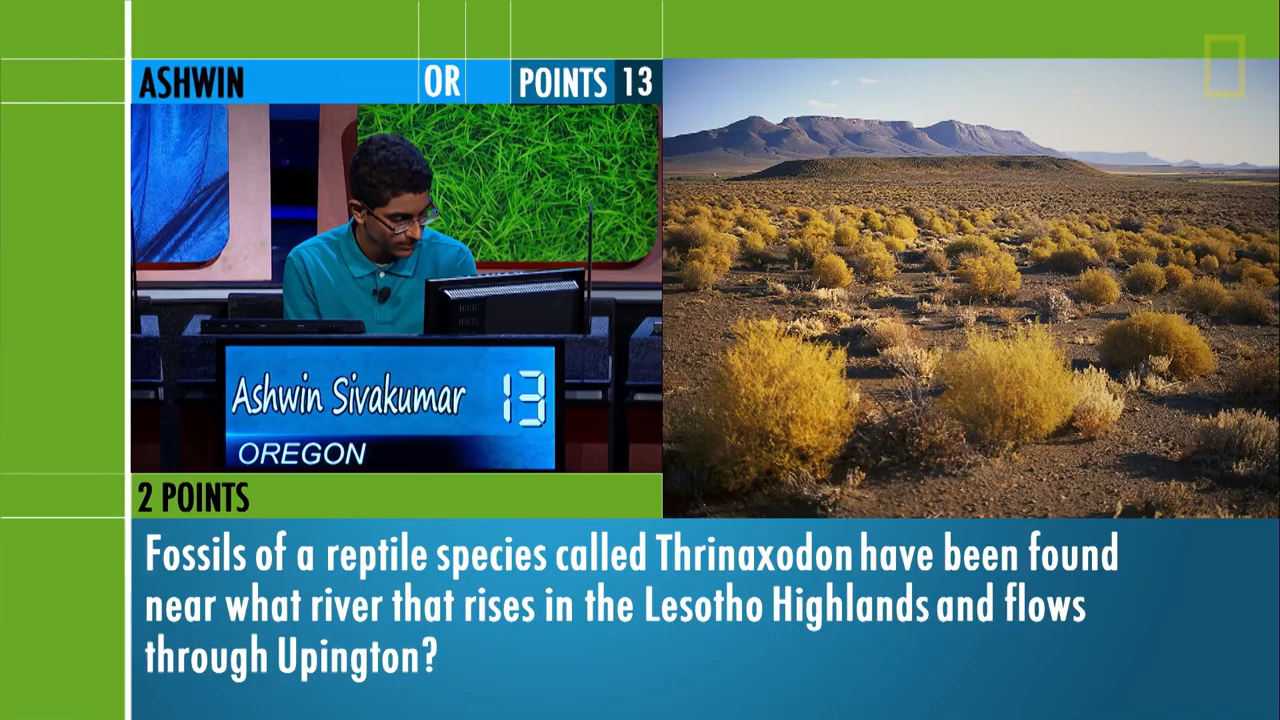 ASHWIN OR POINTS 13
Ashwin Sivakumar 13
OREGON
2 POINTS
Fossils of a reptile species called Thrinaxodon have been found
near what river that rises in the Lesotho Highlands and flows
through Upington?